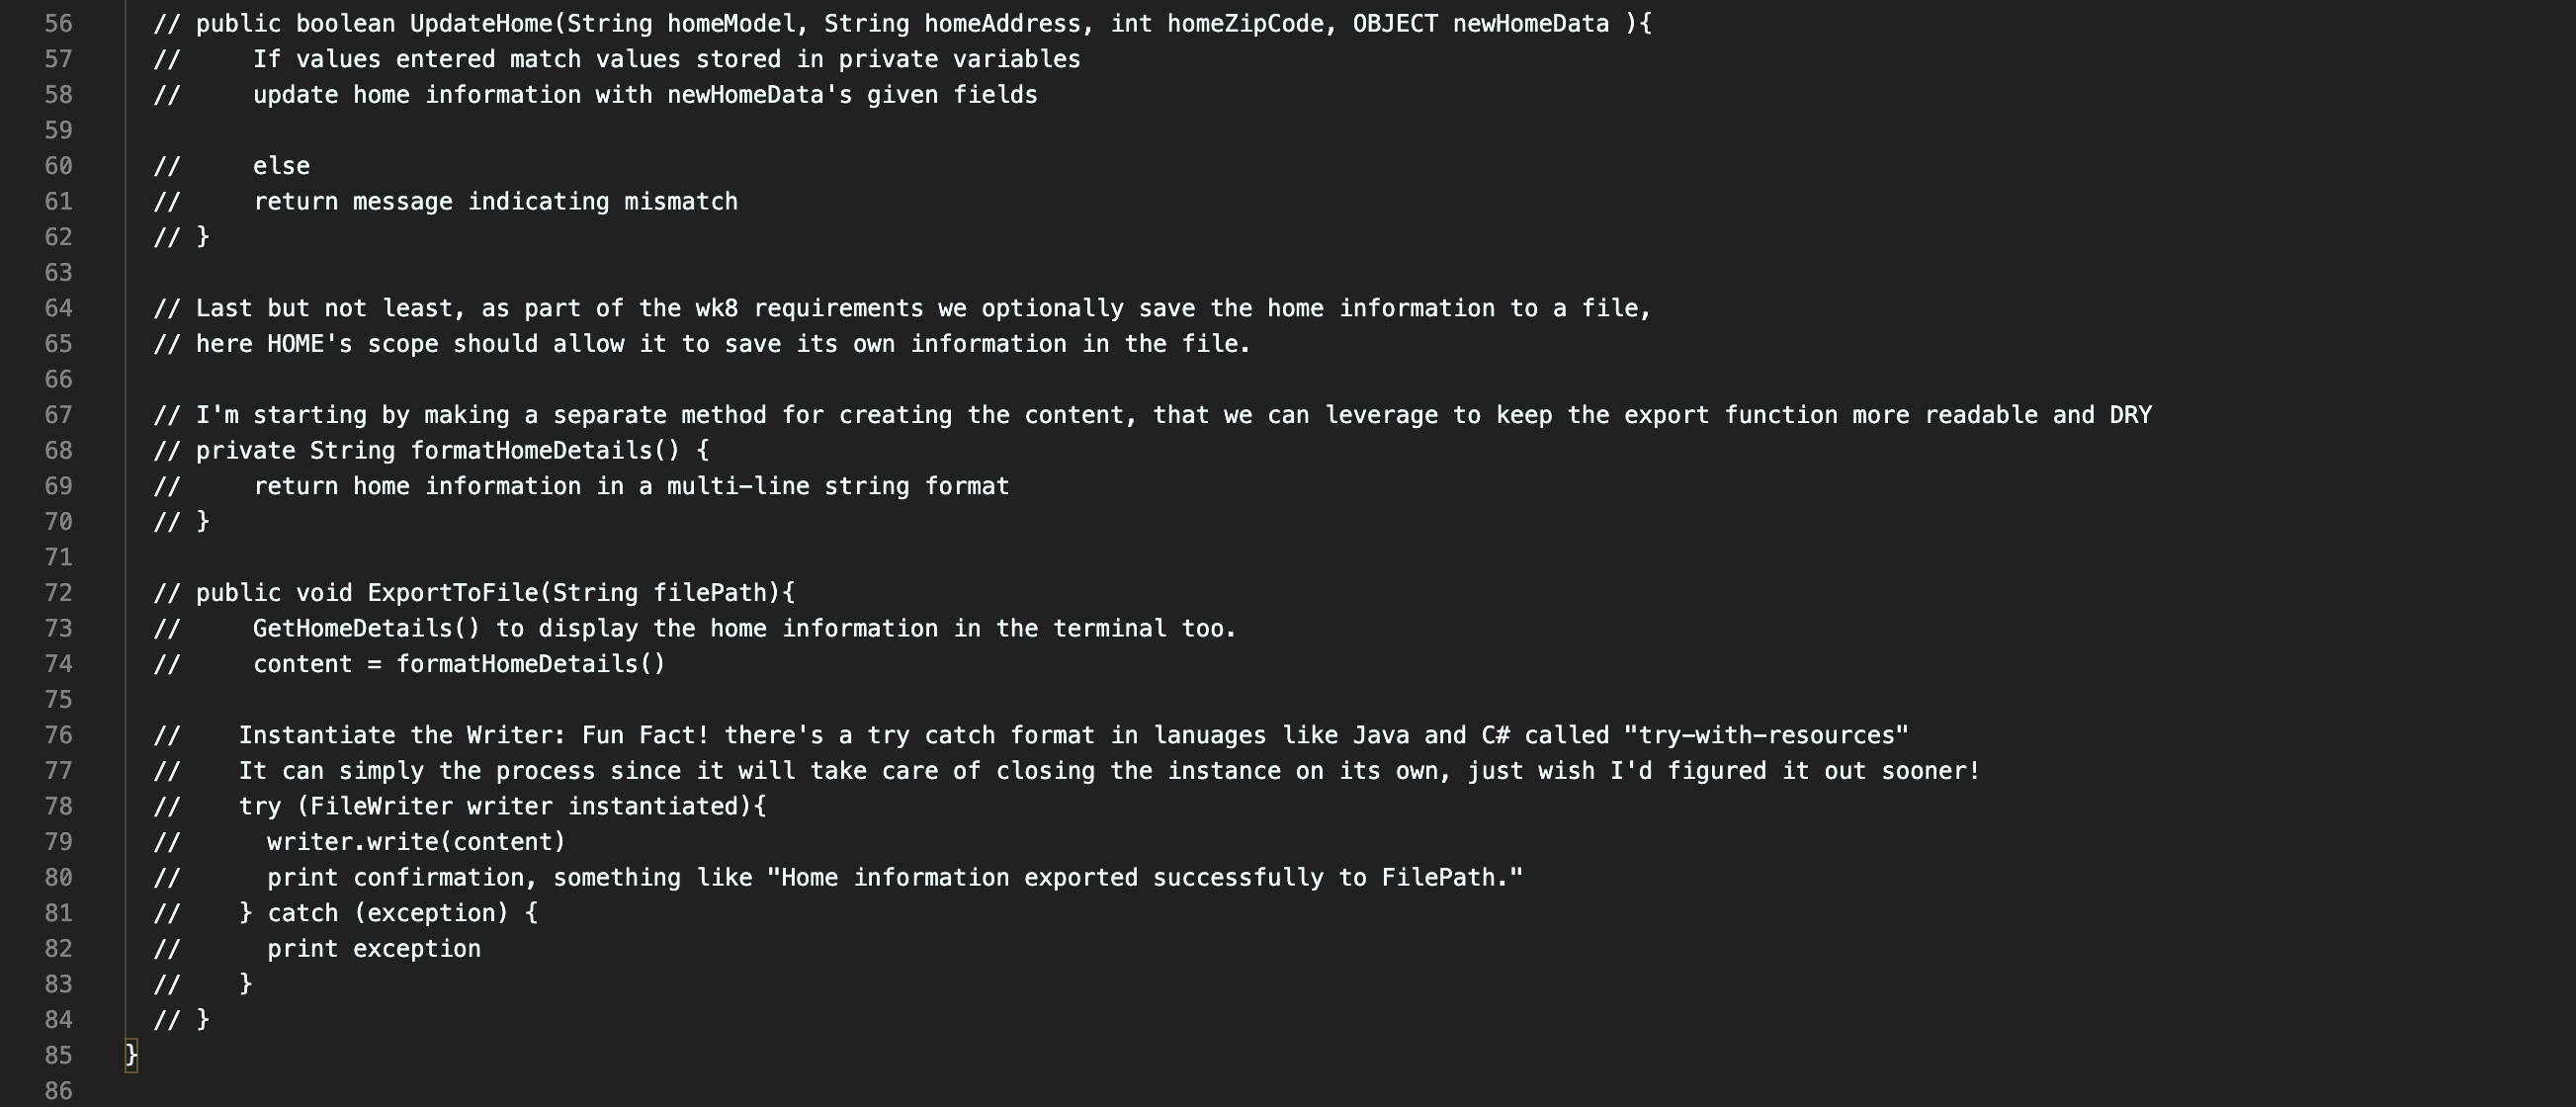 56 // public boolean UpdateHome(String homeModel, String homeAddress, int homeZipCode, OBJECT newHomeData ){
57 //     If values entered match values stored in private variables
58 //     update home information with newHomeData's given fields
59
60 //     else
61 //     return message indicating mismatch
62 // }
63
64 // Last but not least, as part of the wk8 requirements we optionally save the home information to a file,
65 // here HOME's scope should allow it to save its own information in the file.
66
67 // I'm starting by making a separate method for creating the content, that we can leverage to keep the export function more readable and DRY
68 // private String formatHomeDetails() {
69 //     return home information in a multi-line string format
70 // }
71
72 // public void ExportToFile(String filePath){
73 //     GetHomeDetails() to display the home information in the terminal too.
74 //     content = formatHomeDetails()
75
76 //    Instantiate the Writer: Fun Fact! there's a try catch format in lanuages like Java and C# called "try-with-resources"
77 //    It can simply the process since it will take care of closing the instance on its own, just wish I'd figured it out sooner!
78 //    try (FileWriter writer instantiated){
79 //      writer.write(content)
80 //      print confirmation, something like "Home information exported successfully to FilePath."
81 //    } catch (exception) {
82 //      print exception
83 //    }
84 // }
85 }
86